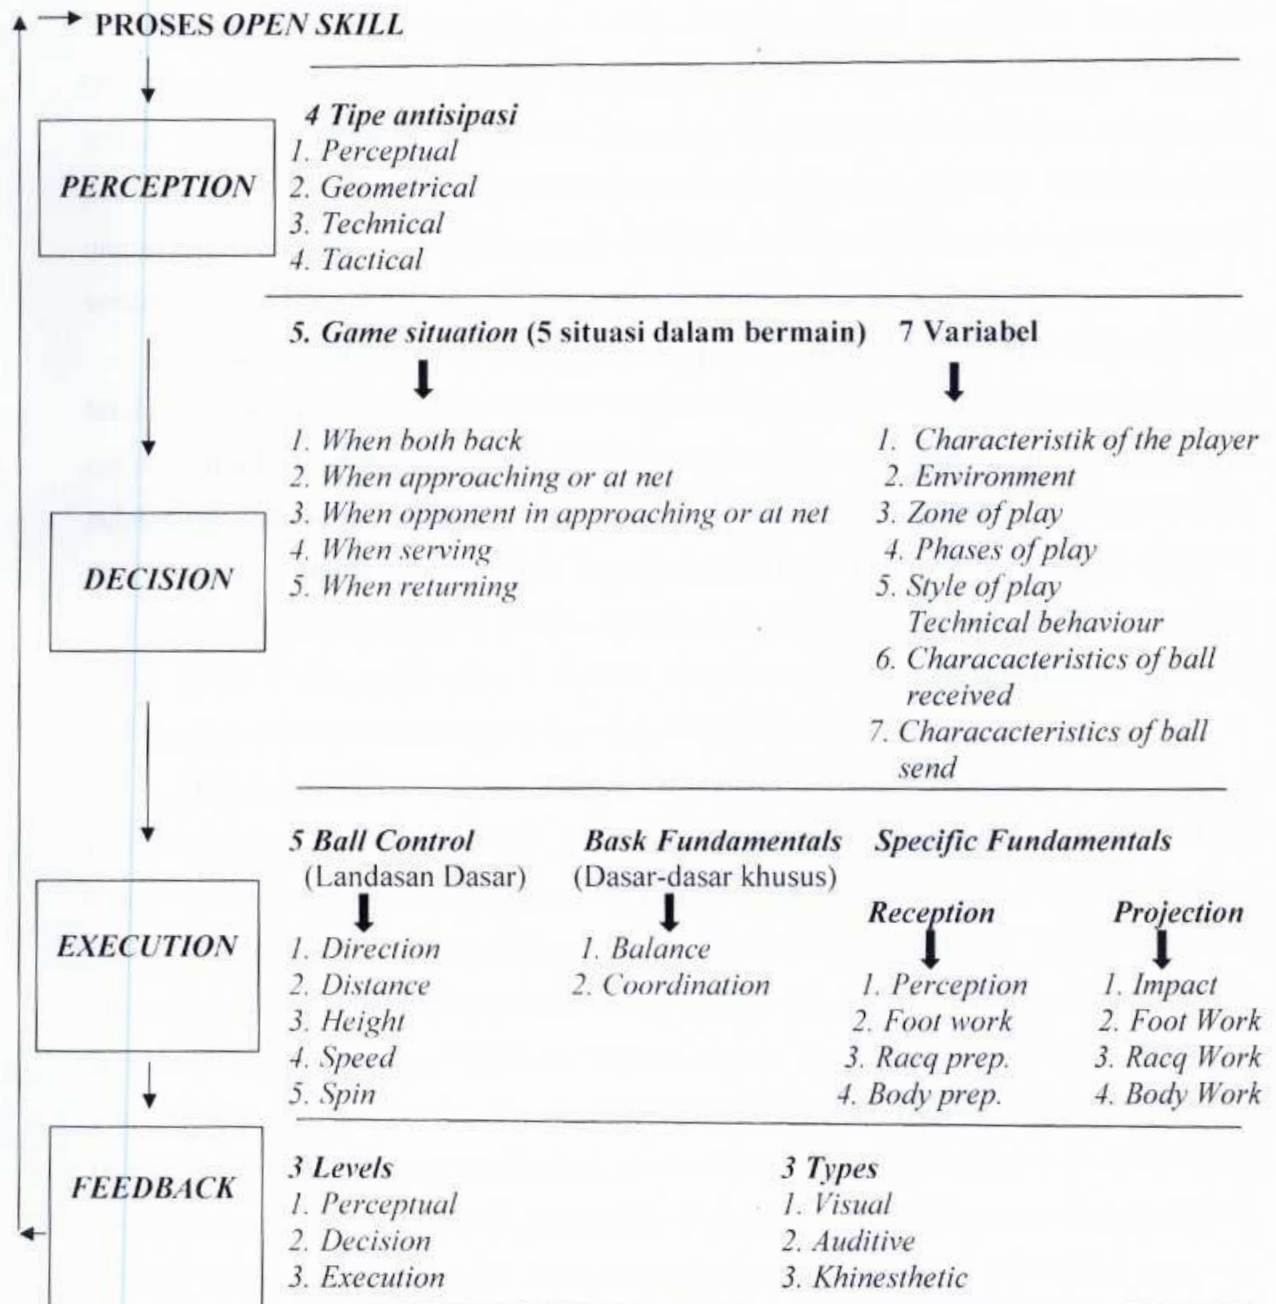 PROSES OPEN SKILL
PERCEPTION
4 Tipe antisipasi
1. Perceptual
2. Geometrical
3. Technical
4. Tactical
DECISION
5. Game situation (5 situasi dalam bermain)
1. When both back
2. When approaching or at net
3. When opponent in approaching or at net
4. When serving
5. When returning
7 Variabel
1. Characteristik of the player
2. Environment
3. Zone of play
4. Phases of play
5. Style of play
Technical behaviour
6. Characacteristics of ball
received
7. Characacteristics of ball
send
EXECUTION
5 Ball Control
(Landasan Dasar)
1. Direction
2. Distance
3. Height
4. Speed
5. Spin
Bask Fundamentals
(Dasar-dasar khusus)
1. Balance
2. Coordination
Specific Fundamentals
Reception
1. Perception
2. Foot work
3. Racq prep.
4. Body prep.
Projection
1. Impact
2. Foot Work
3. Racq Work
4. Body Work
FEEDBACK
3 Levels
1. Perceptual
2. Decision
3. Execution
3 Types
1. Visual
2. Auditive
3. Khinesthetic